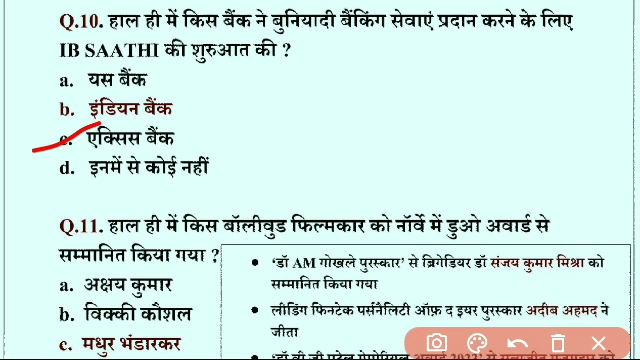 Q.10. हाल ही में किस बैंक ने बुनियादी बैंकिंग सेवाएं प्रदान करने के लिए
IB SAATHI की शुरुआत की ?
a. यस बैंक
b. इंडियन बैंक
c. एक्सिस बैंक
d. इनमें से कोई नहीं
Q.11. हाल ही में किस बॉलीवुड फिल्मकार को नॉर्वे में डुओ अवार्ड से
सम्मानित किया गया ?
a. अक्षय कुमार
b. विक्की कौशल
c. मधुर भंडारकर
• ‘डॉ AM गोखले पुरस्कार’ से ब्रिगेडियर डॉ संजय कुमार मिश्रा को
सम्मानित किया गया
• लीडिंग फिनटेक पर्सनैलिटी ऑफ़ द इयर पुरस्कार अदीब अहमद ने
जीता